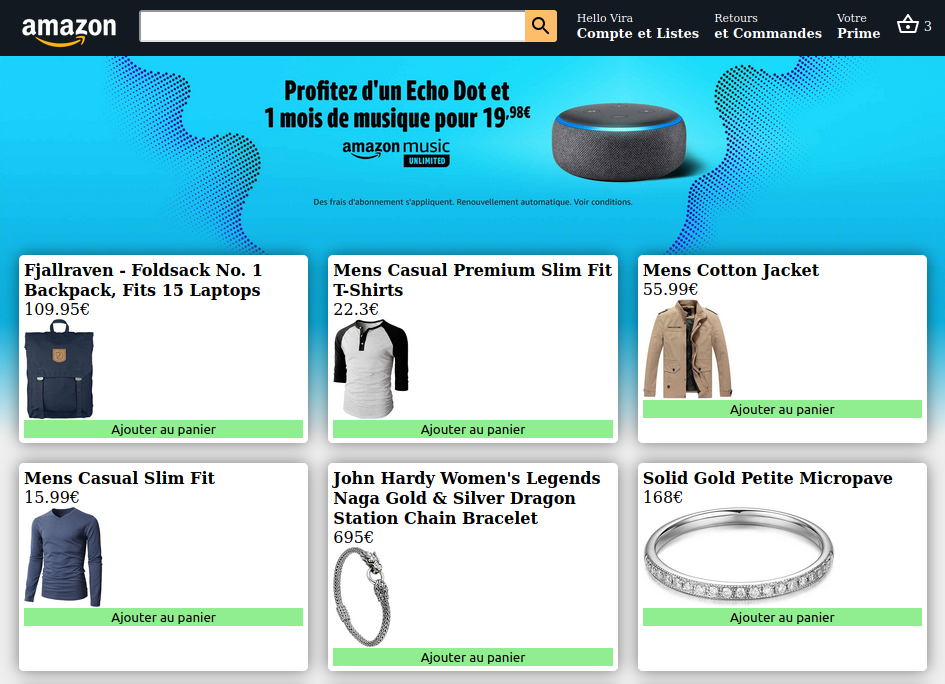 amazon
Hello Vira
Compte et Listes
Retours
et Commandes
Votre
Prime
3
Profitez d'un Echo Dot et
1 mois de musique pour 19,98€
amazon music
UNLIMITED
Des frais d'abonnement s'appliquent. Renouvellement automatique. Voir conditions.
Fjallraven - Foldsack No. 1
Backpack, Fits 15 Laptops
109.95€
Ajouter au panier
Mens Casual Premium Slim Fit
T-Shirts
22.3€
Ajouter au panier
Mens Cotton Jacket
55.99€
Ajouter au panier
Mens Casual Slim Fit
15.99€
Ajouter au panier
John Hardy Women's Legends
Naga Gold & Silver Dragon
Station Chain Bracelet
695€
Ajouter au panier
Solid Gold Petite Micropave
168€
Ajouter au panier